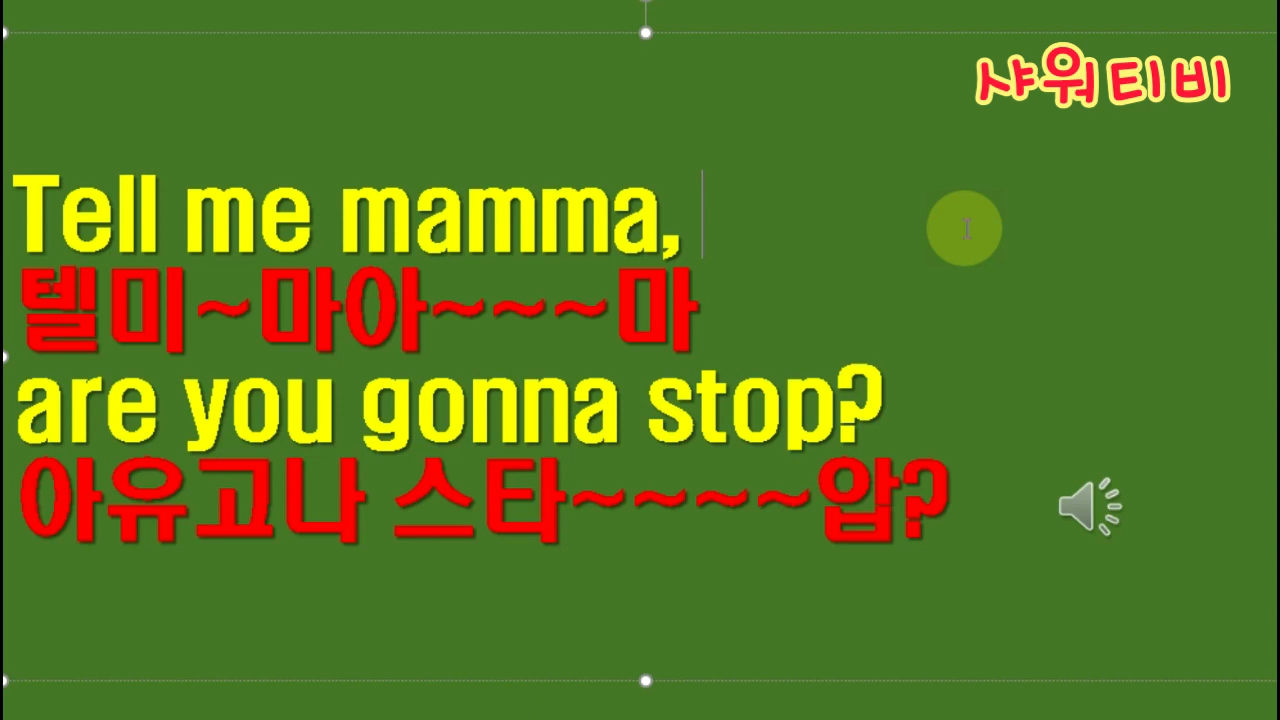 샤워티비
Tell me mamma,
텔미~마아~~~마
are you gonna stop?
아유고나 스타~~~~압?